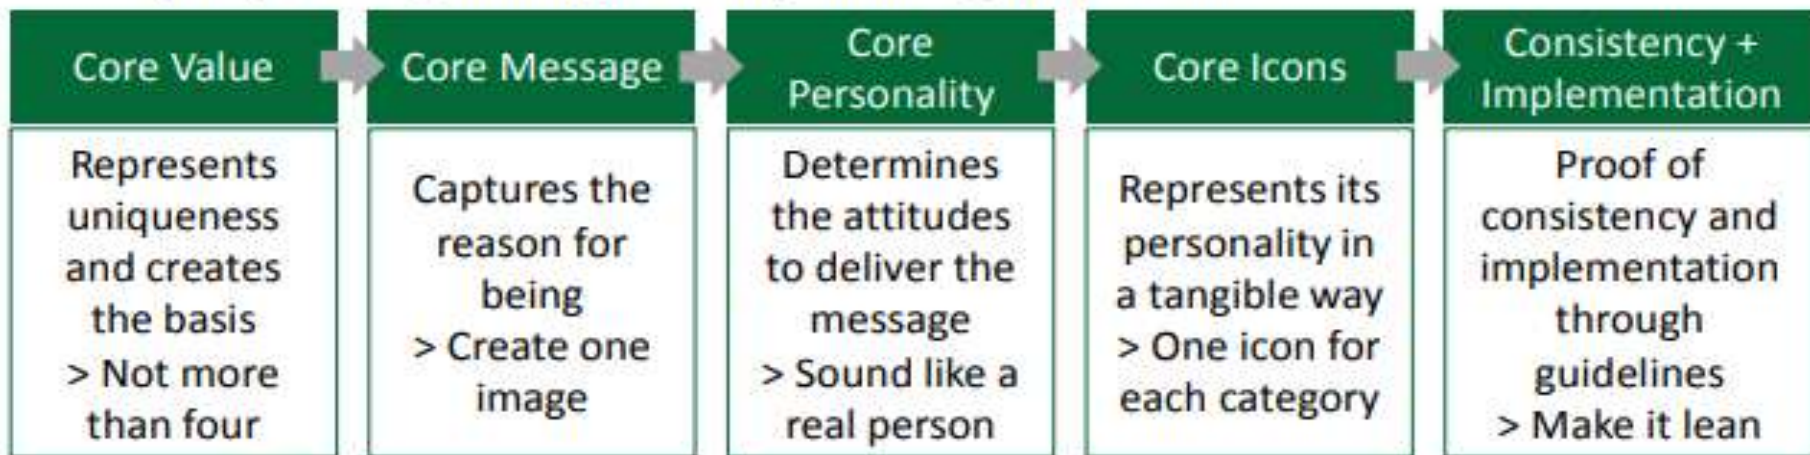 Core Value
Represents
uniqueness
and creates
the basis
> Not more
than four
Core Message
Captures the
reason for
being
> Create one
image
Core
Personality
Determines
the attitudes
to deliver the
message
> Sound like a
real person
Core Icons
Represents its
personality in
a tangible way
> One icon for
each category
Consistency +
Implementation
Proof of
consistency and
implementation
through
guidelines
> Make it lean